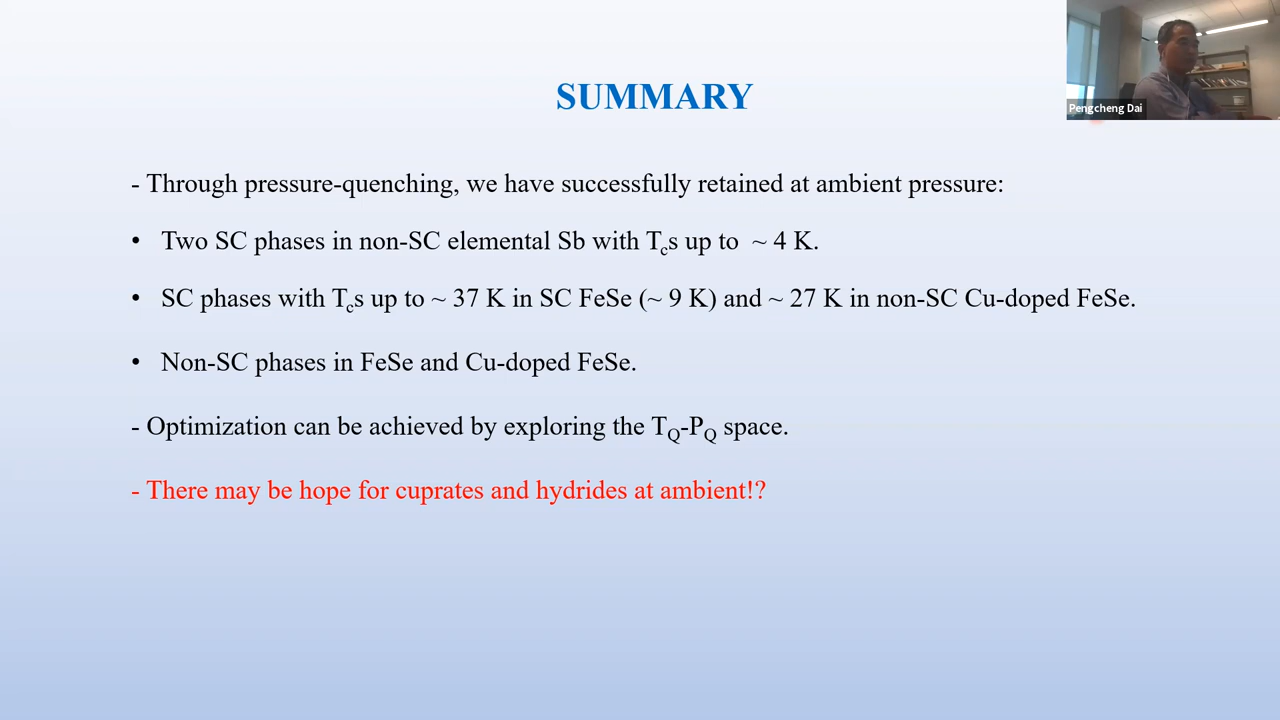 SUMMARY
Pengcheng Dai
- Through pressure-quenching, we have successfully retained at ambient pressure:
• Two SC phases in non-SC elemental Sb with Tcs up to ~ 4 K.
• SC phases with Tcs up to ~ 37 K in SC FeSe (~ 9 K) and ~ 27 K in non-SC Cu-doped FeSe.
• Non-SC phases in FeSe and Cu-doped FeSe.
- Optimization can be achieved by exploring the TQ-PQ space.
- There may be hope for cuprates and hydrides at ambient!?